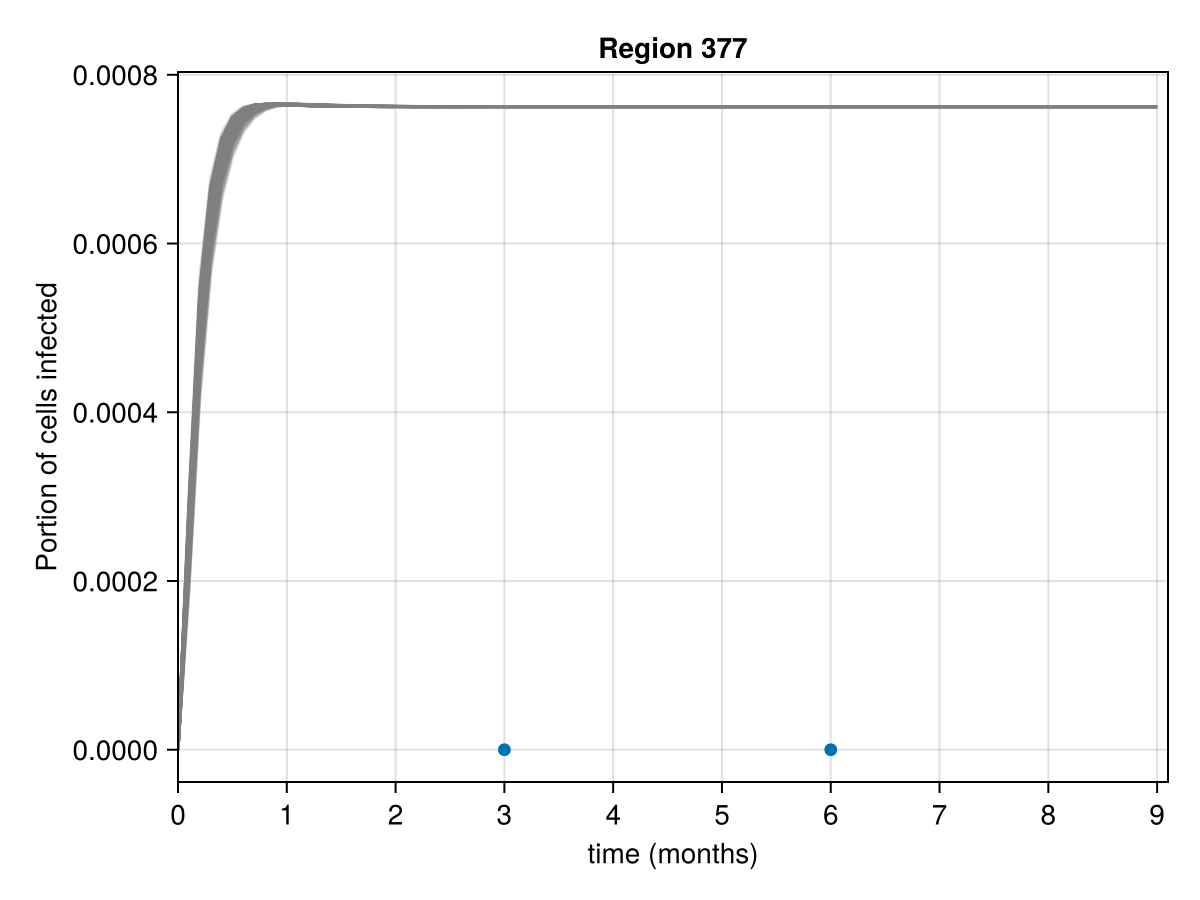 Region 377
0.0008
0.0006
0.0004
0.0002
0.0000
Portion of cells infected
0 1 2 3 4 5 6 7 8 9
time (months)